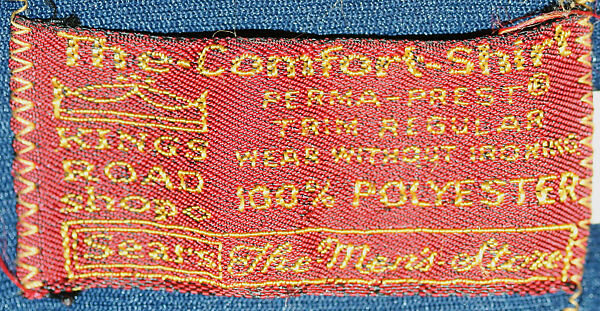 The Comfort Shirt
PERMA-PREST®
TRIM REGULAR
WEAR WITHOUT IRONING
100% POLYESTER
KINGS
ROAD
Shop®
Sears The Men's Store